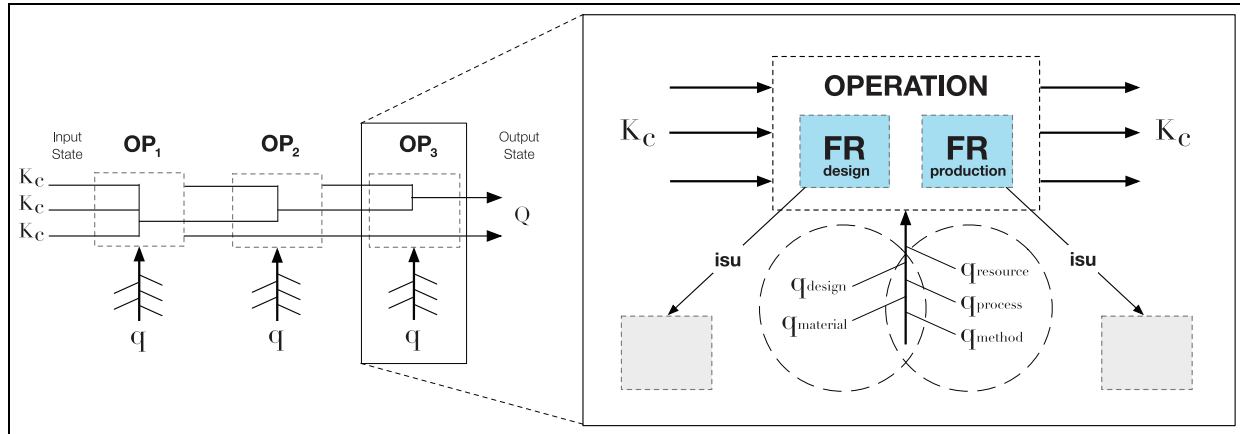 Input
State
OP1
OP2
OP3
Output
State
Kc
Kc
Kc
Q
q
q
q
OPERATION
Kc
Kc
FR
design
FR
production
isu
isu
qdesign
qmaterial
qresource
qprocess
qmethod